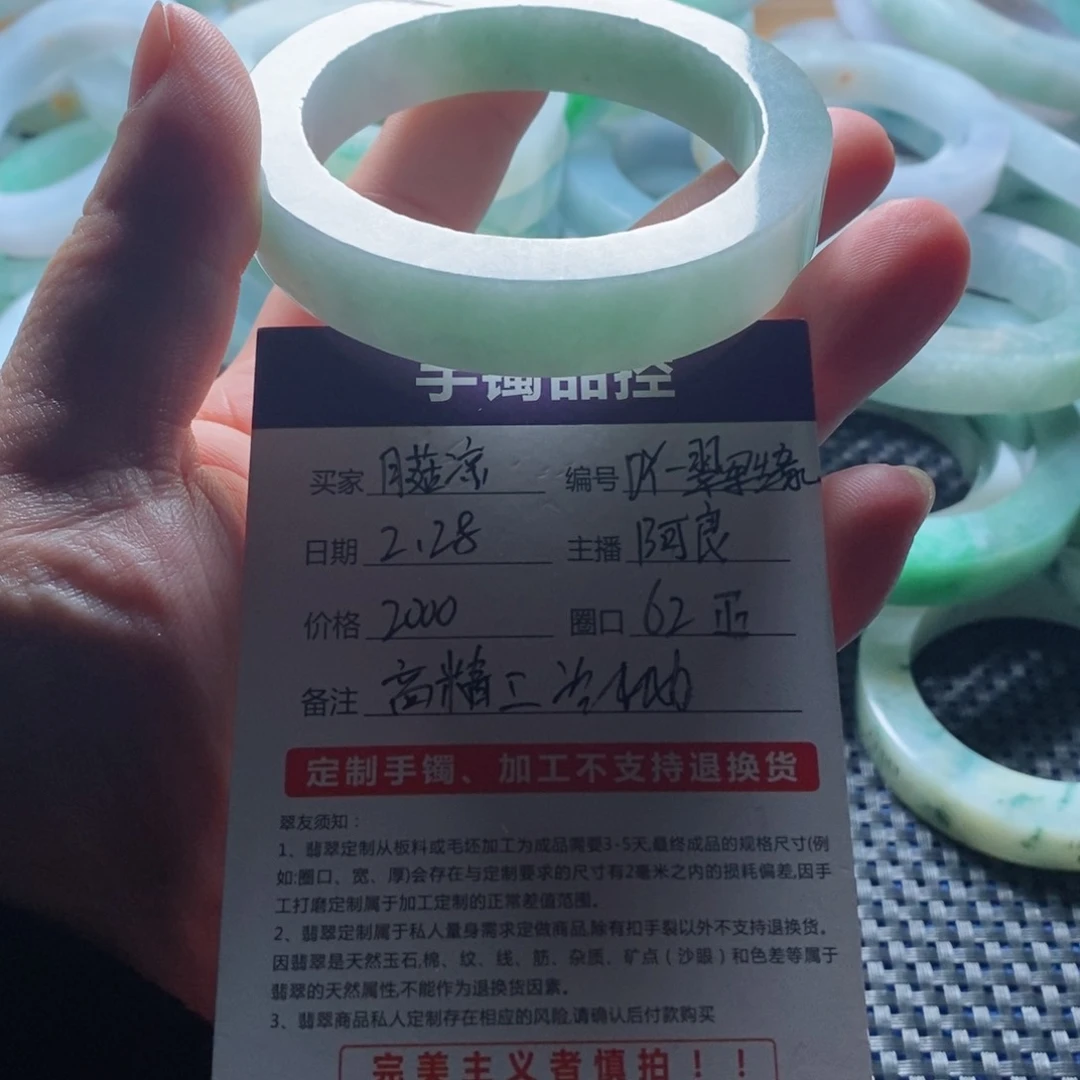 手镯品控
买家 月菇凉 编号 DY-翠果缘
日期 2.28 主播 阿良
价格 2000 圈口 62正
备注 高精工
定制手镯、加工不支持退换货
翠友须知：
1、翡翠定制从板料或毛坯加工为成品需要3-5天,最终成品的规格尺寸(例
如:圈口、宽、厚)会存在与定制要求的尺寸有2毫米之内的损耗偏差,因手
工打磨定制属于加工定制的正常差值范围。
2、翡翠定制属于私人量身需求定做商品,除有扣手裂以外不支持退换货。
因翡翠是天然玉石,棉、纹、线、筋、杂质、矿点（沙眼）和色差等属于
翡翠的天然属性,不能作为退换货因素。
3、翡翠商品私人定制存在相应的风险,请确认后付款购买
完美主义者慎拍！！